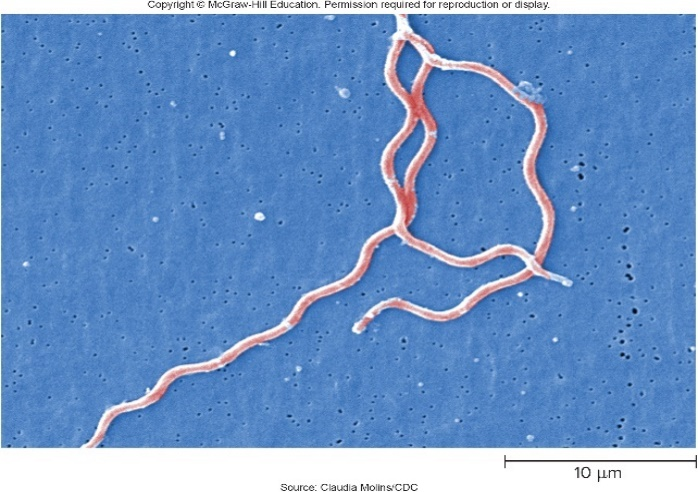 Copyright © McGraw-Hill Education. Permission required for reproduction or display.
10 μm
Source: Claudia Molins/CDC